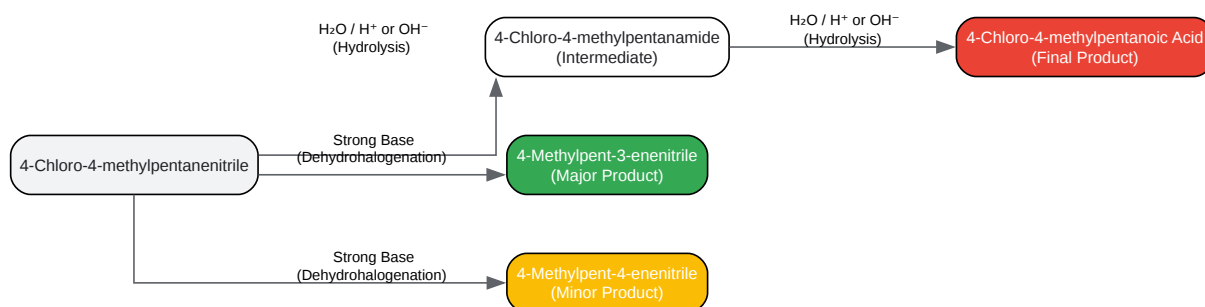 H₂O / H⁺ or OH⁻
(Hydrolysis)
4-Chloro-4-methylpentanamide
(Intermediate)
H₂O / H⁺ or OH⁻
(Hydrolysis)
4-Chloro-4-methylpentanoic Acid
(Final Product)
4-Chloro-4-methylpentanenitrile
Strong Base
(Dehydrohalogenation)
4-Methylpent-3-enenitrile
(Major Product)
Strong Base
(Dehydrohalogenation)
4-Methylpent-4-enenitrile
(Minor Product)